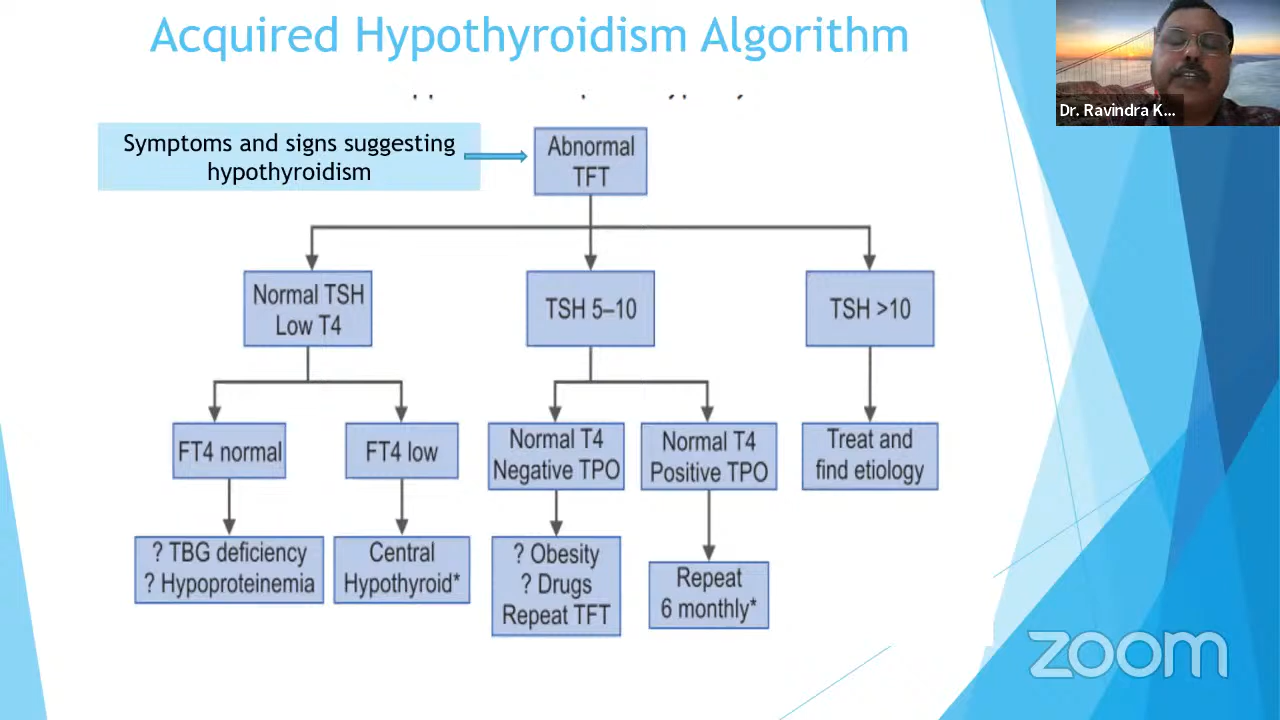 Acquired Hypothyroidism Algorithm
Dr. Ravindra K...
Symptoms and signs suggesting
hypothyroidism
Abnormal
TFT
Normal TSH
Low T4
TSH 5–10
TSH >10
FT4 normal
FT4 low
Normal T4
Negative TPO
Normal T4
Positive TPO
Treat and
find etiology
? TBG deficiency
? Hypoproteinemia
Central
Hypothyroid*
? Obesity
? Drugs
Repeat TFT
Repeat
6 monthly*
zoom